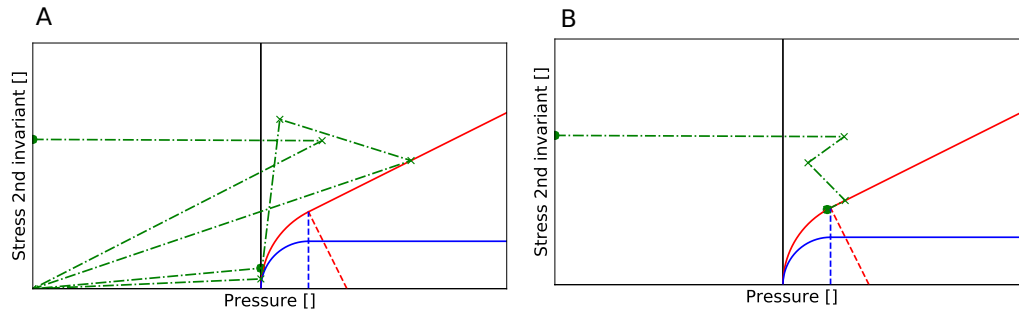 A
Stress 2nd invariant []
Pressure []
B
Stress 2nd invariant []
Pressure []